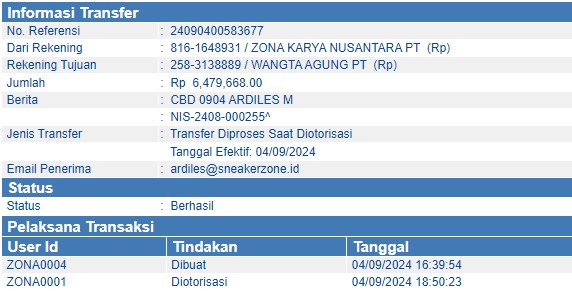 Informasi Transfer
No. Referensi : 24090400583677
Dari Rekening : 816-1648931 / ZONA KARYA NUSANTARA PT (Rp)
Rekening Tujuan : 258-3138889 / WANGTA AGUNG PT (Rp)
Jumlah : Rp 6,479,668.00
Berita : CBD 0904 ARDILES M
: NIS-2408-000255^
Jenis Transfer : Transfer Diproses Saat Diotorisasi
Tanggal Efektif: 04/09/2024
Email Penerima : ardiles@sneakerzone.id
Status
Status : Berhasil
Pelaksana Transaksi
User Id Tindakan Tanggal
ZONA0004 Dibuat 04/09/2024 16:39:54
ZONA0001 Diotorisasi 04/09/2024 18:50:23